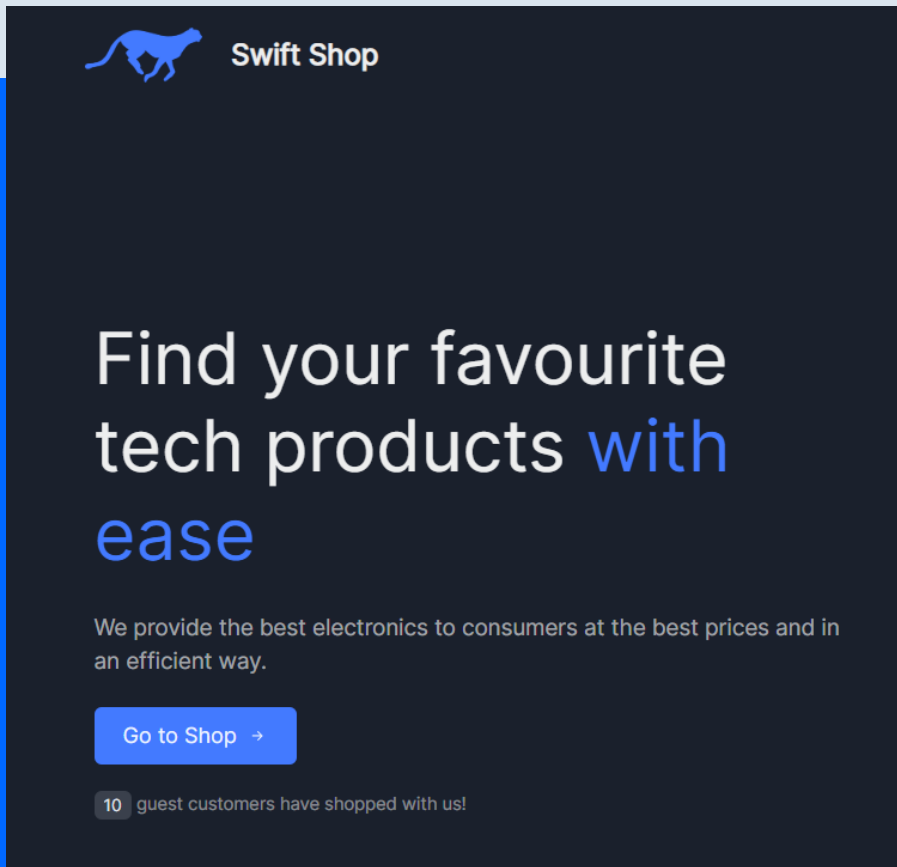 Swift Shop
Find your favourite
tech products with
ease
We provide the best electronics to consumers at the best prices and in
an efficient way.
Go to Shop →
10 guest customers have shopped with us!